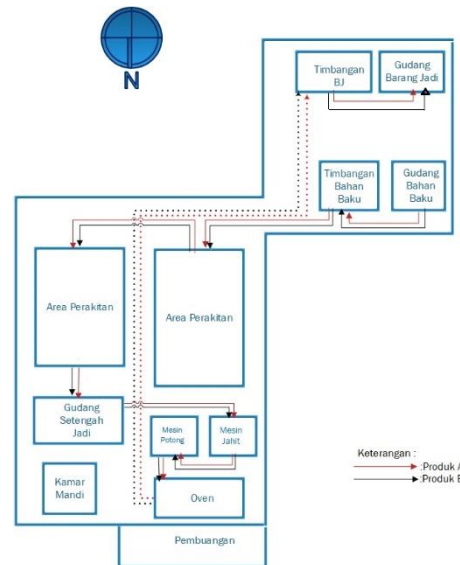 N
Timbangan
BJ
Gudang
Barang Jadi
Timbangan
Bahan
Baku
Gudang
Bahan
Baku
Area Perakitan
Area Perakitan
Gudang
Setengah
Jadi
Mesin
Potong
Mesin
Jahit
Kamar
Mandi
Oven
Keterangan :
:Produk A
:Produk B
Pembuangan